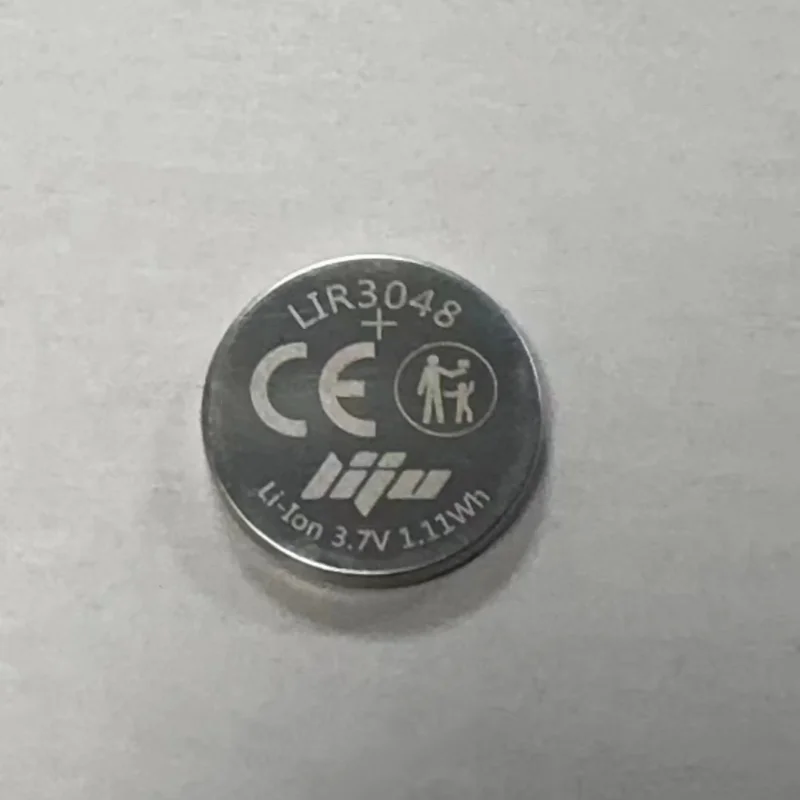 LIR3048
+
CE
liju
Li-Ion 3.7V 1.11Wh